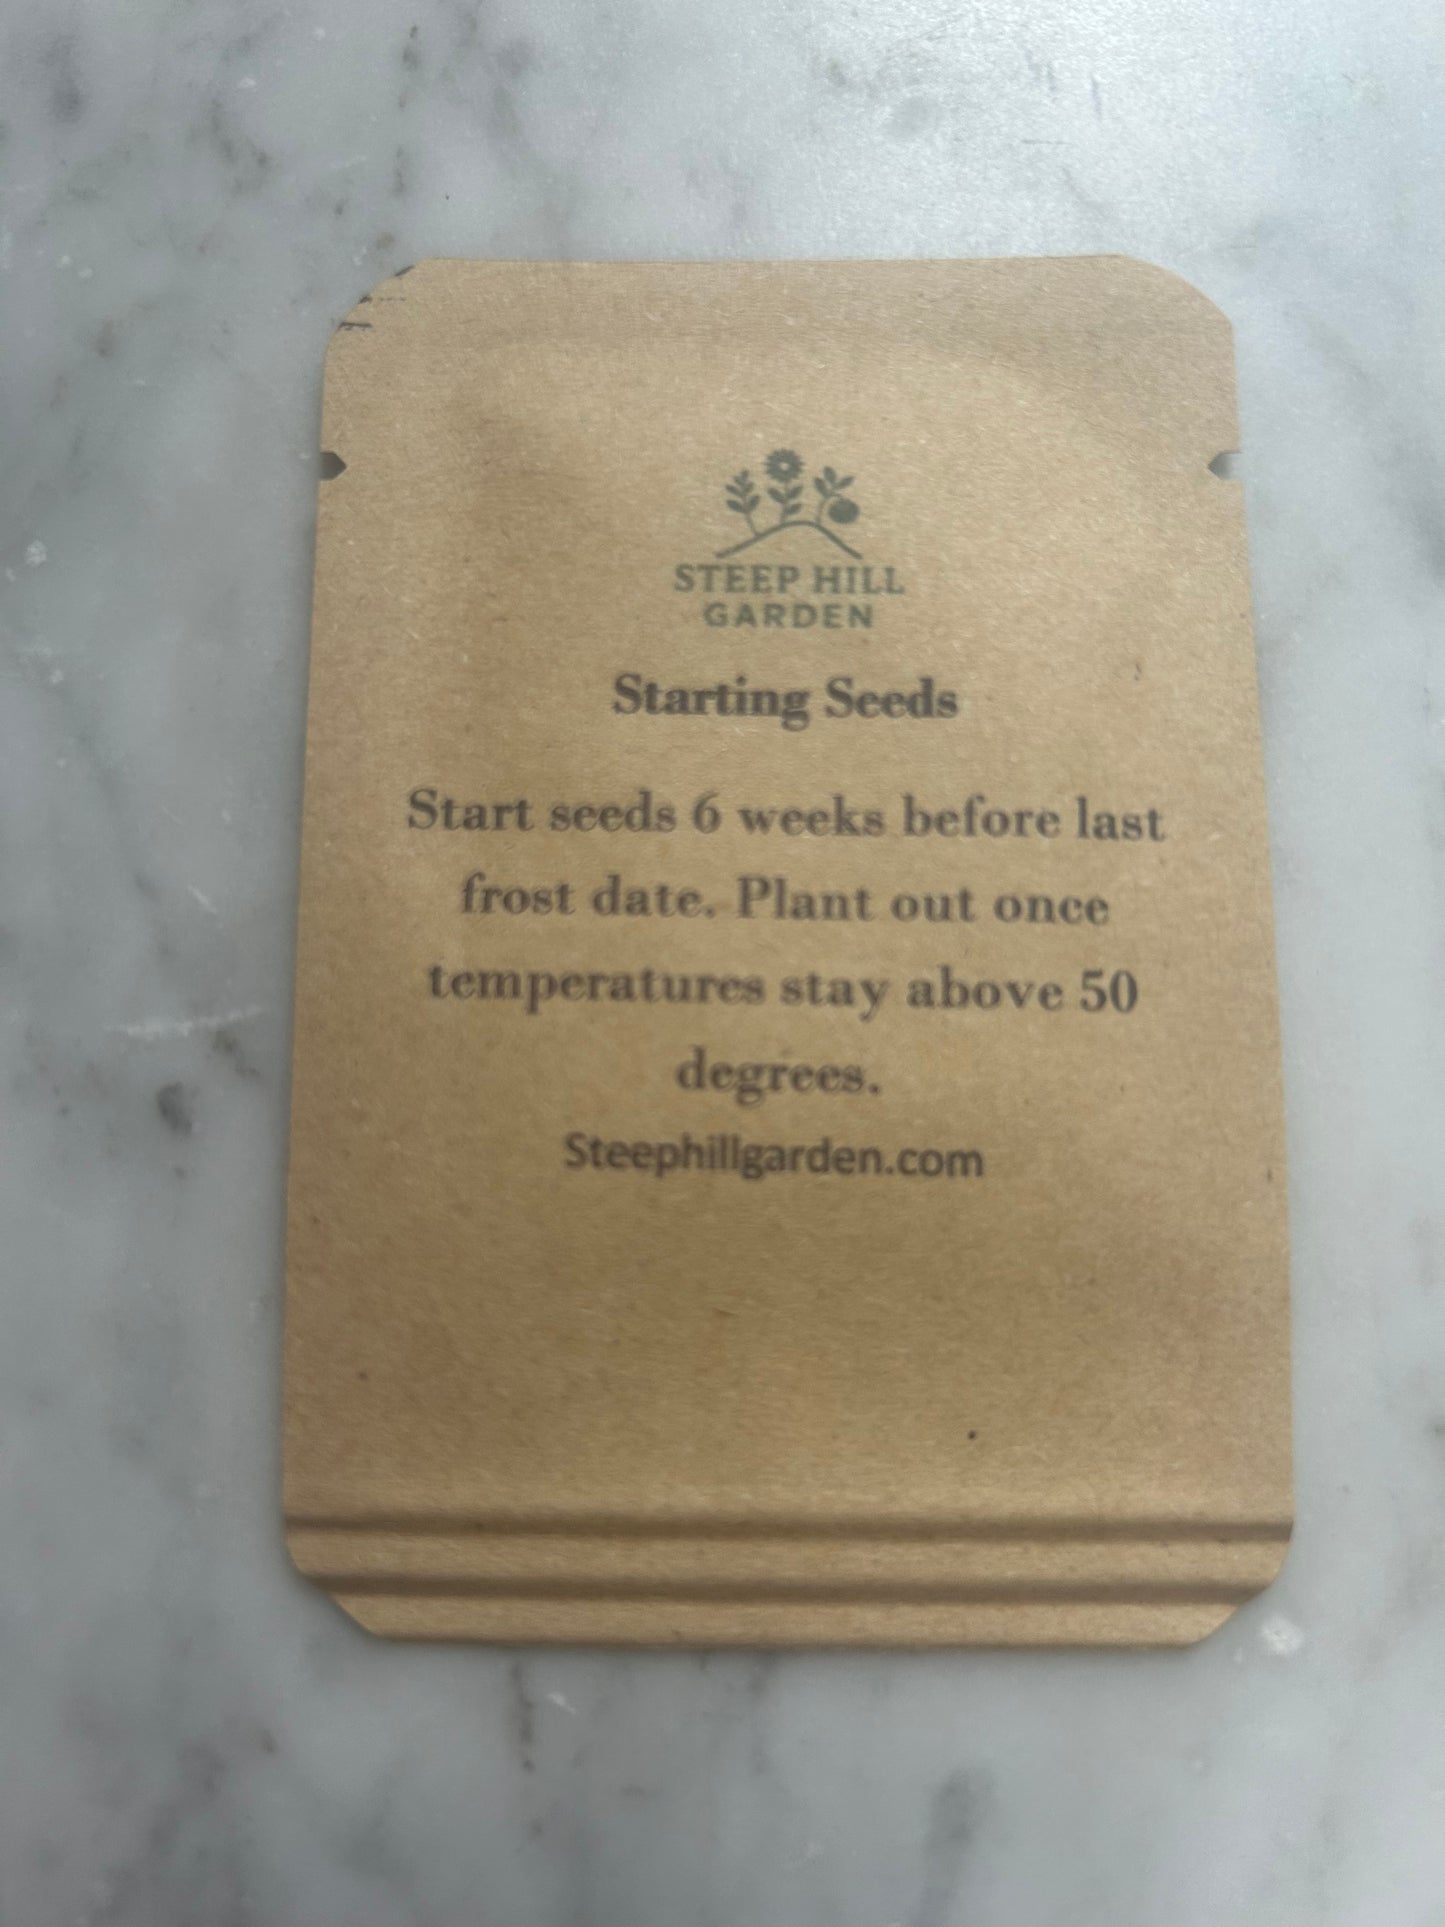 STEEP HILL
GARDEN
Starting Seeds
Start seeds 6 weeks before last
frost date. Plant out once
temperatures stay above 50
degrees.
Steephillgarden.com